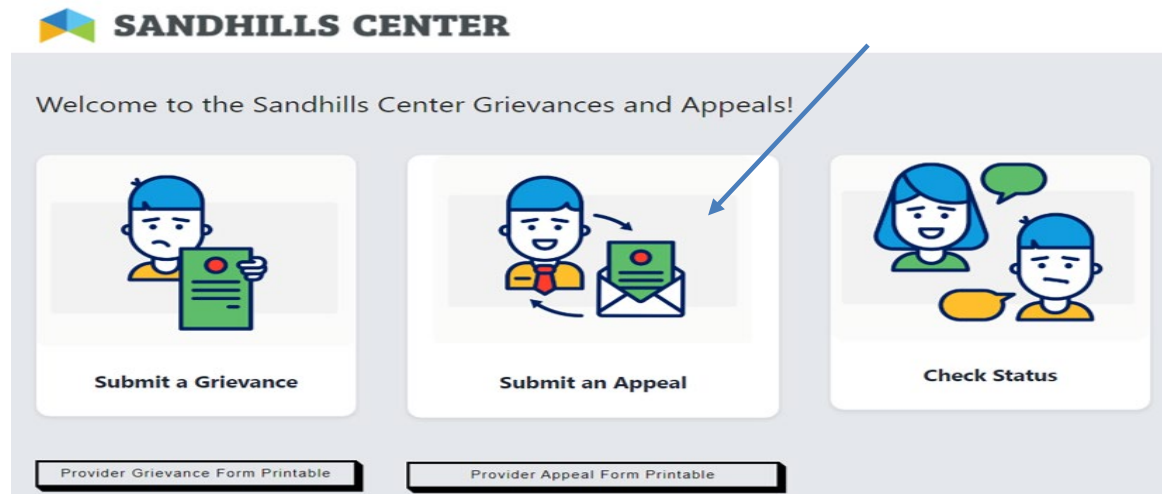 SANDHILLS CENTER
Welcome to the Sandhills Center Grievances and Appeals!
Submit a Grievance
Submit an Appeal
Check Status
Provider Grievance Form Printable
Provider Appeal Form Printable